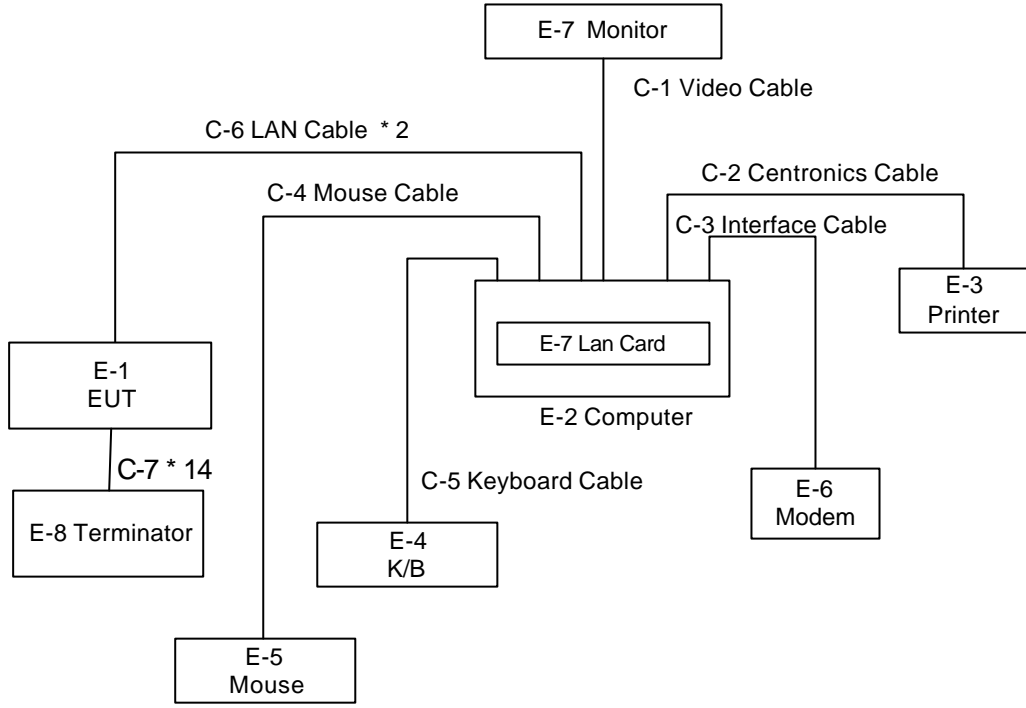 E-7 Monitor
C-1 Video Cable
C-6 LAN Cable * 2
C-2 Centronics Cable
C-4 Mouse Cable
C-3 Interface Cable
E-3
Printer
E-7 Lan Card
E-1
EUT
E-2 Computer
C-7 * 14
C-5 Keyboard Cable
E-6
Modem
E-8 Terminator
E-4
K/B
E-5
Mouse